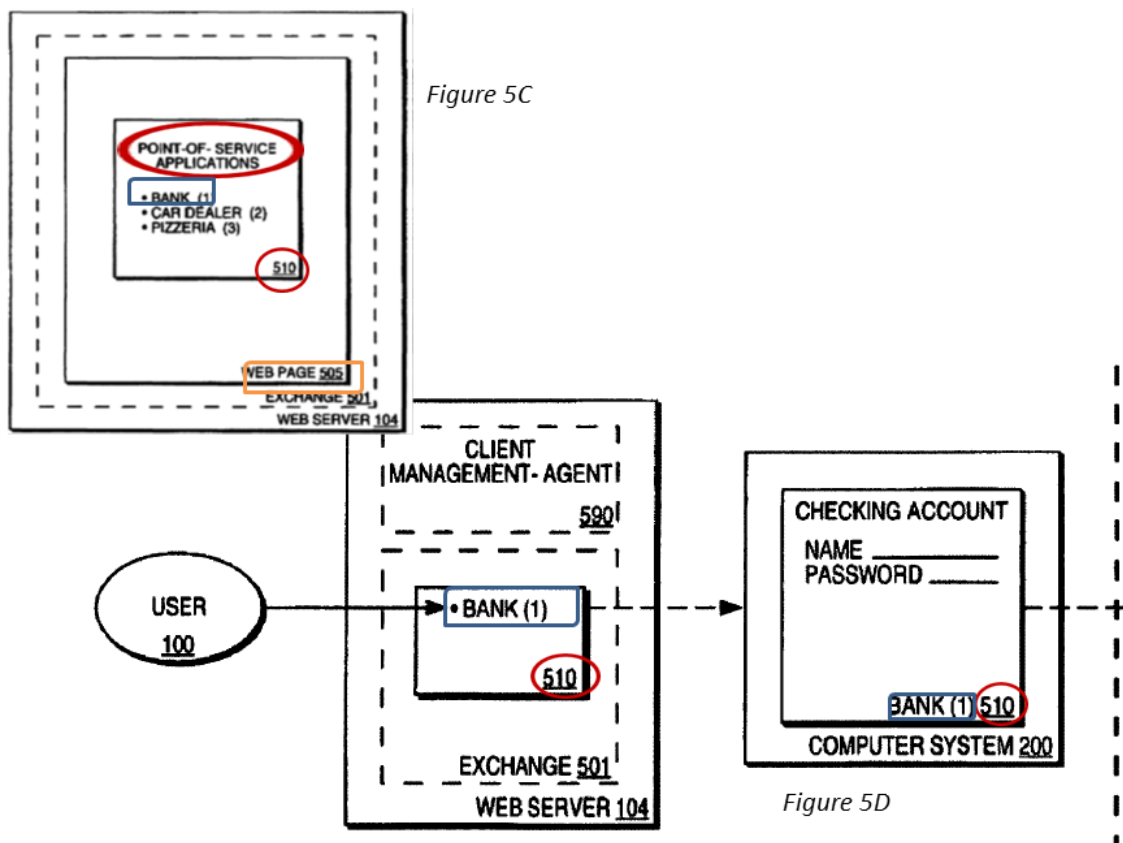 Figure 5C
POINT-OF- SERVICE
APPLICATIONS
• BANK (1)
• CAR DEALER (2)
• PIZZERIA (3)
510
WEB PAGE 505
EXCHANGE 501
WEB SERVER 104
CLIENT
MANAGEMENT- AGENT
590
USER
100
• BANK (1)
510
EXCHANGE 501
WEB SERVER 104
CHECKING ACCOUNT
NAME
PASSWORD
BANK (1) 510
COMPUTER SYSTEM 200
Figure 5D